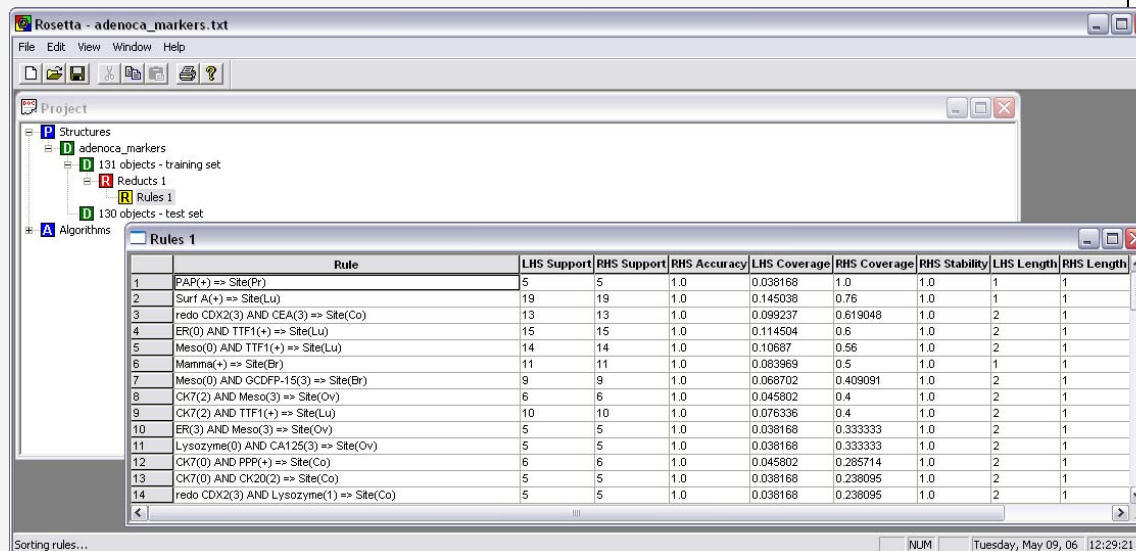 Rosetta - adenoca_markers.txt
File Edit View Window Help
Project
P Structures
D adenoca_markers
D 131 objects - training set
R Reducts 1
R Rules 1
D 130 objects - test set
A Algorithms
Rules 1
Rule LHS Support RHS Support RHS Accuracy LHS Coverage RHS Coverage RHS Stability LHS Length RHS Length
1 PAP(+) => Site(Pr) 5 5 1.0 0.038168 1.0 1.0 1 1
2 Surf A(+) => Site(Lu) 19 19 1.0 0.145038 0.76 1.0 1 1
3 redo CDX2(3) AND CEA(3) => Site(Co) 13 13 1.0 0.099237 0.619048 1.0 2 1
4 ER(0) AND TTF1(+) => Site(Lu) 15 15 1.0 0.114504 0.6 1.0 2 1
5 Meso(0) AND TTF1(+) => Site(Lu) 14 14 1.0 0.10687 0.56 1.0 2 1
6 Mamma(+) => Site(Br) 11 11 1.0 0.083969 0.5 1.0 1 1
7 Meso(0) AND GCDFP-15(3) => Site(Br) 9 9 1.0 0.068702 0.409091 1.0 2 1
8 CK7(2) AND Meso(3) => Site(Ov) 6 6 1.0 0.045802 0.4 1.0 2 1
9 CK7(2) AND TTF1(+) => Site(Lu) 10 10 1.0 0.076336 0.4 1.0 2 1
10 ER(3) AND Meso(3) => Site(Ov) 5 5 1.0 0.038168 0.333333 1.0 2 1
11 Lysozyme(0) AND CA125(3) => Site(Ov) 5 5 1.0 0.038168 0.333333 1.0 2 1
12 CK7(0) AND PPP(+) => Site(Co) 6 6 1.0 0.045802 0.285714 1.0 2 1
13 CK7(0) AND CK20(2) => Site(Co) 5 5 1.0 0.038168 0.238095 1.0 2 1
14 redo CDX2(3) AND Lysozyme(1) => Site(Co) 5 5 1.0 0.038168 0.238095 1.0 2 1
Sorting rules... NUM Tuesday, May 09, 06 12:29:21